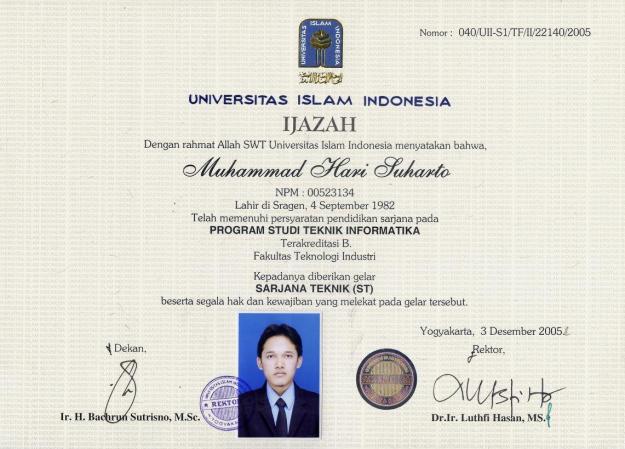 Nomor : 040/UII-S1/TF/II/22140/2005
UNIVERSITAS ISLAM INDONESIA
UNIVERSITAS ISLAM INDONESIA
IJAZAH
Dengan rahmat Allah SWT Universitas Islam Indonesia menyatakan bahwa,
Muhammad Hari Suharto
NPM : 00523134
Lahir di Sragen, 4 September 1982
Telah memenuhi persyaratan pendidikan sarjana pada
PROGRAM STUDI TEKNIK INFORMATIKA
Terakreditasi B.
Fakultas Teknologi Industri
Kepadanya diberikan gelar
SARJANA TEKNIK (ST)
beserta segala hak dan kewajiban yang melekat pada gelar tersebut.
Yogyakarta, 3 Desember 2005
Dekan,
Rektor,
REKTOR
Ir. H. Bachrun Sutrisno, M.Sc.
Dr.Ir. Luthfi Hasan, MS.